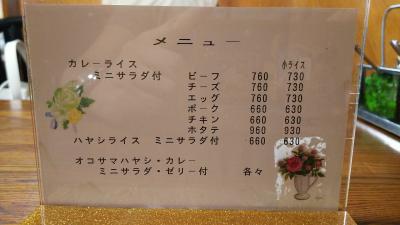 メニュー
カレーライス 小ライス
ミニサラダ付 ビーフ 760 730
チーズ 760 730
エッグ 760 730
ポーク 660 630
チキン 660 630
ホタテ 960 930
ハヤシライス ミニサラダ付 660 630
オコサマハヤシ・カレー
ミニサラダ・ゼリー付 各々